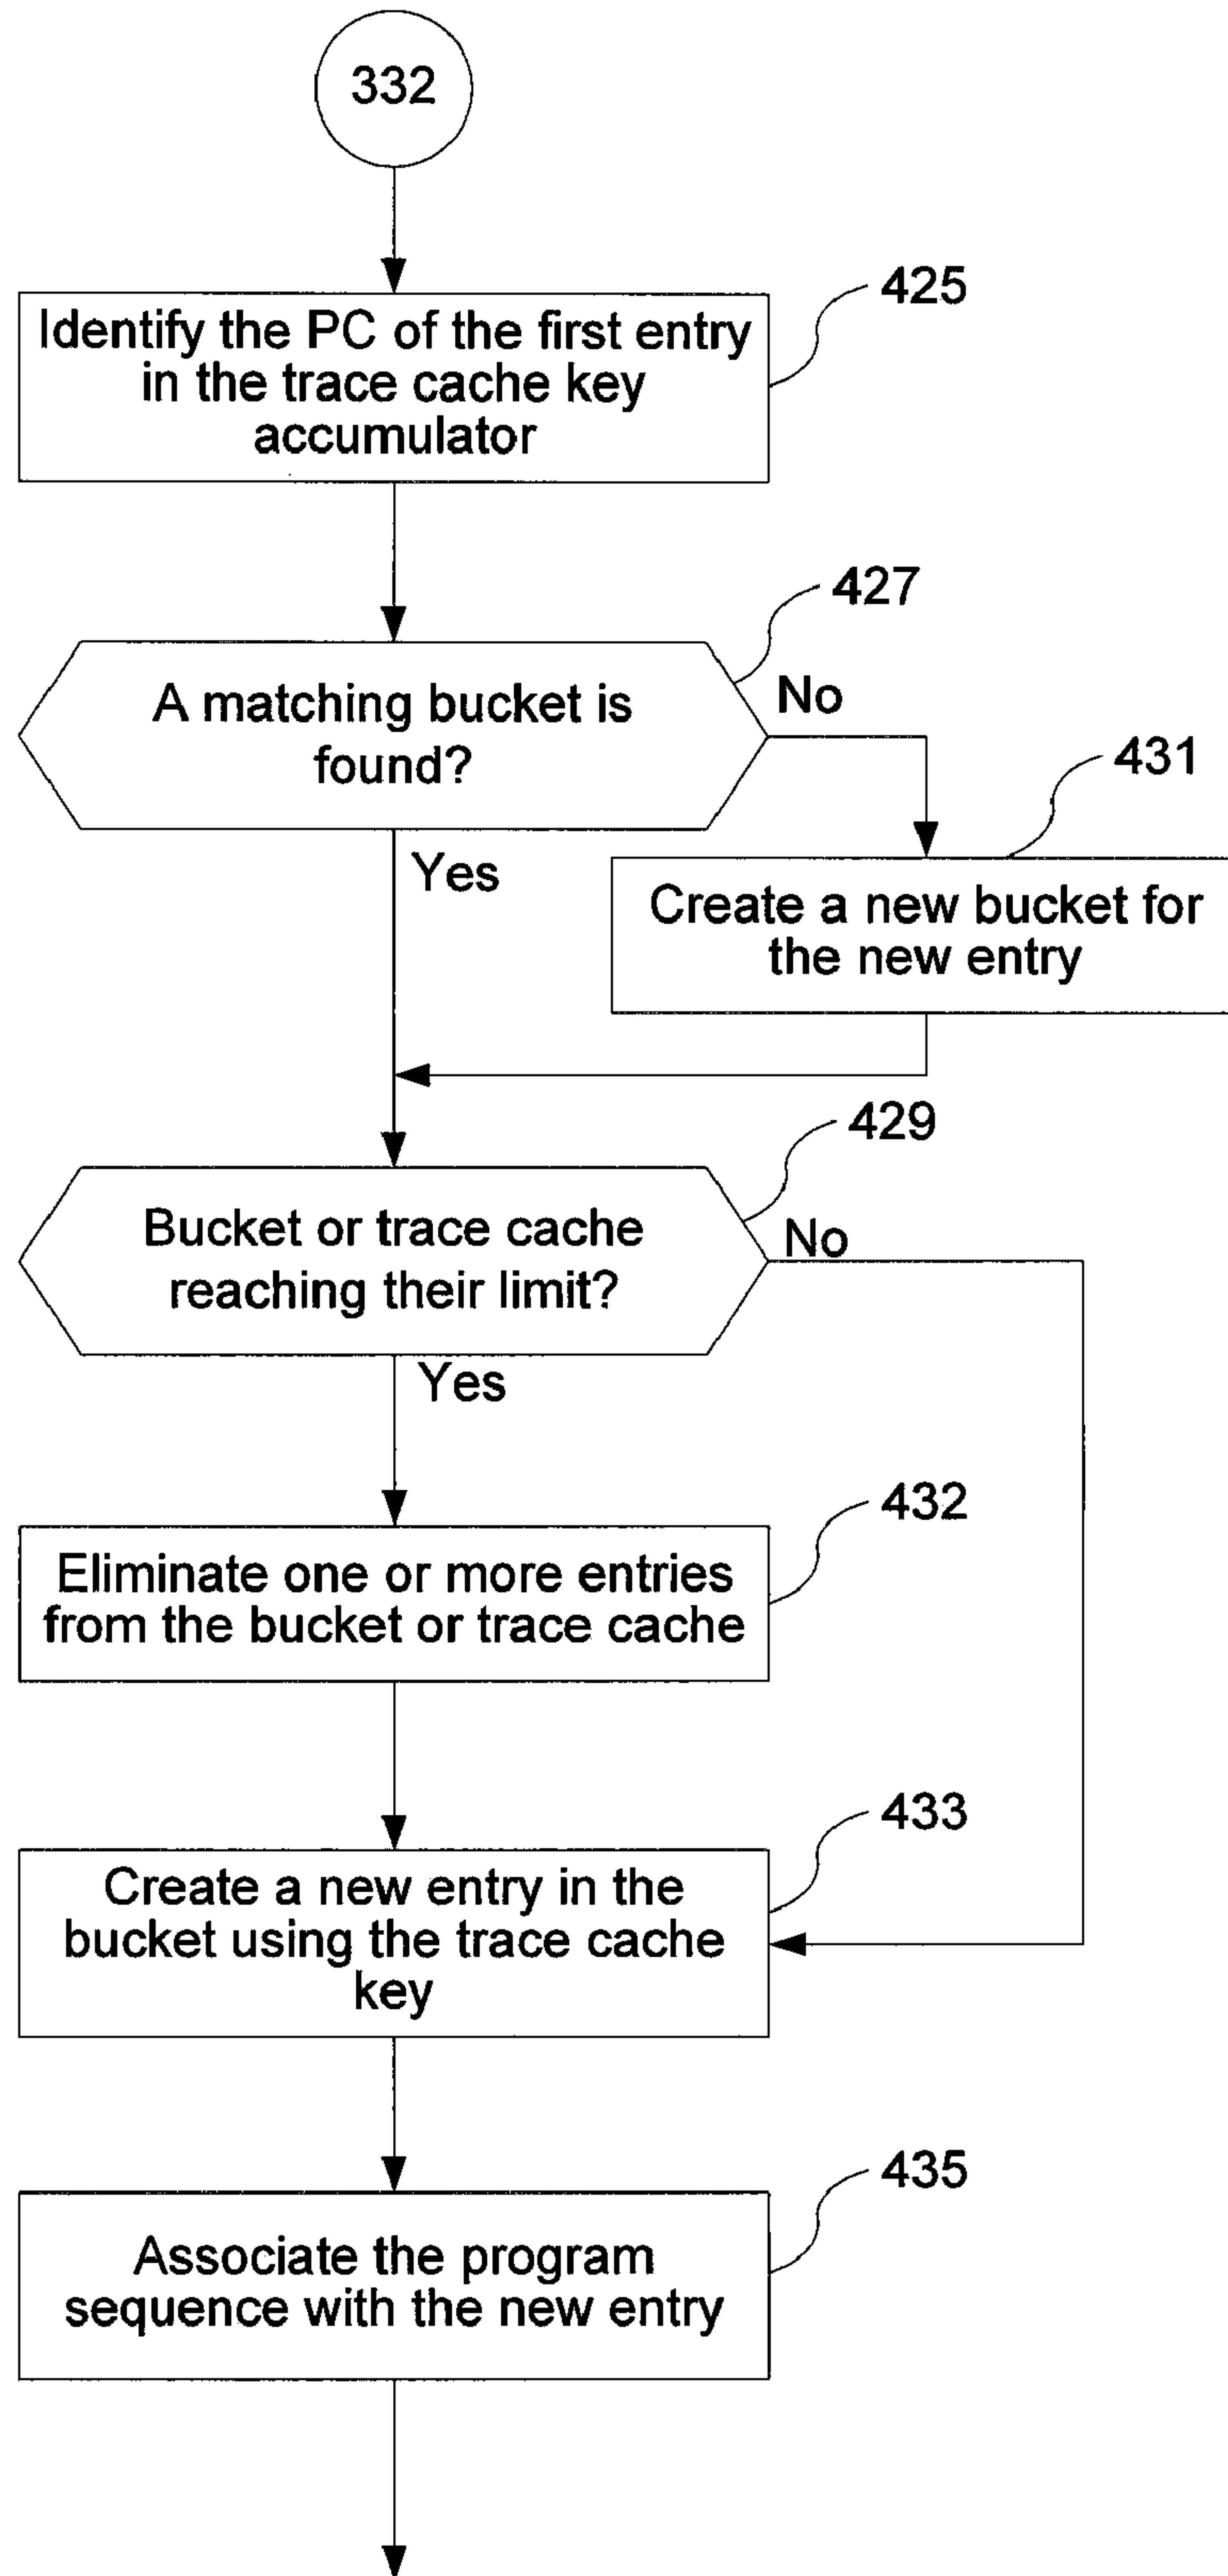 332
425
Identify the PC of the first entry
in the trace cache key
accumulator
427
A matching bucket is
found?
No
431
Yes
Create a new bucket for
the new entry
429
Bucket or trace cache
reaching their limit?
No
Yes
432
Eliminate one or more entries
from the bucket or trace cache
433
Create a new entry in the
bucket using the trace cache
key
435
Associate the program
sequence with the new entry